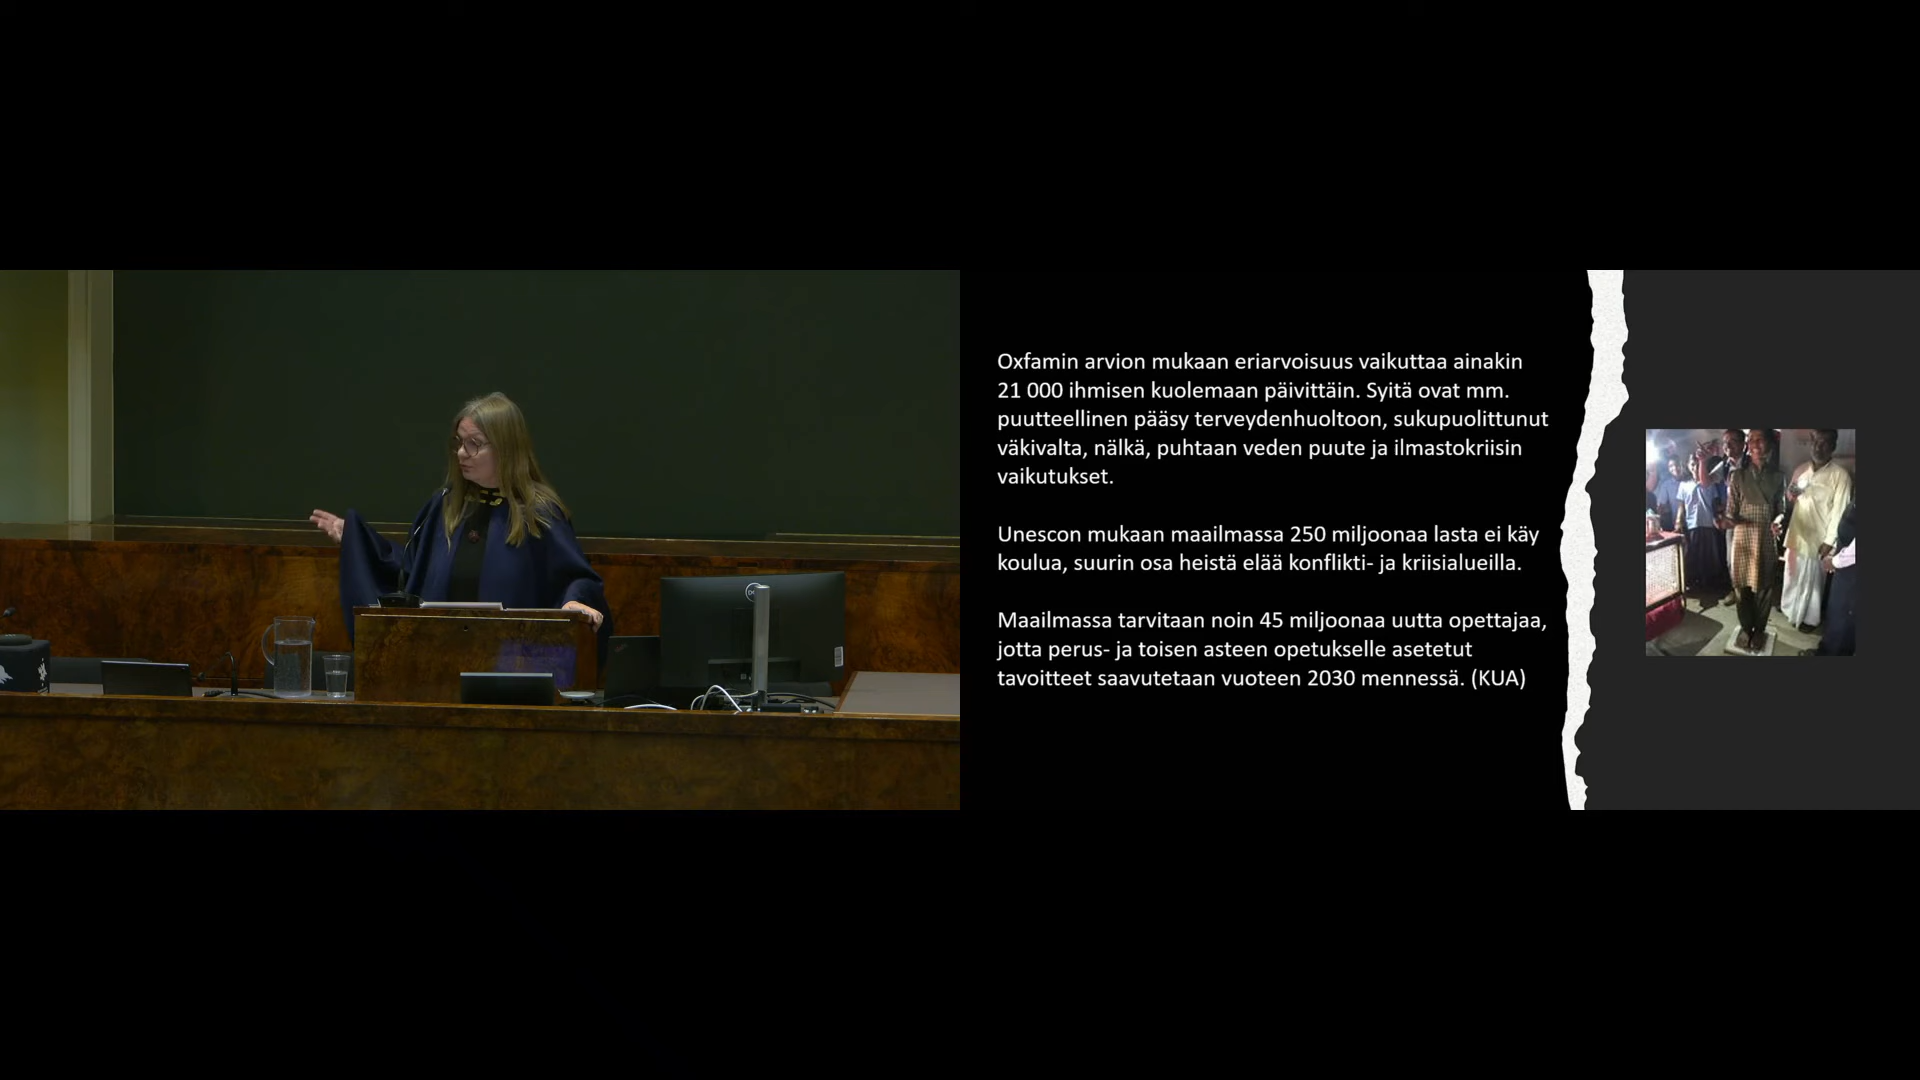 Oxfamin arvion mukaan eriarvoisuus vaikuttaa ainakin
21 000 ihmisen kuolemaan päivittäin. Syitä ovat mm.
puutteellinen pääsy terveydenhuoltoon, sukupuolittunut
väkivalta, nälkä, puhtaan veden puute ja ilmastokriisin
vaikutukset.
Unescon mukaan maailmassa 250 miljoonaa lasta ei käy
koulua, suurin osa heistä elää konflikti- ja kriisialueilla.
Maailmassa tarvitaan noin 45 miljoonaa uutta opettajaa,
jotta perus- ja toisen asteen opetukselle asetetut
tavoitteet saavutetaan vuoteen 2030 mennessä. (KUA)